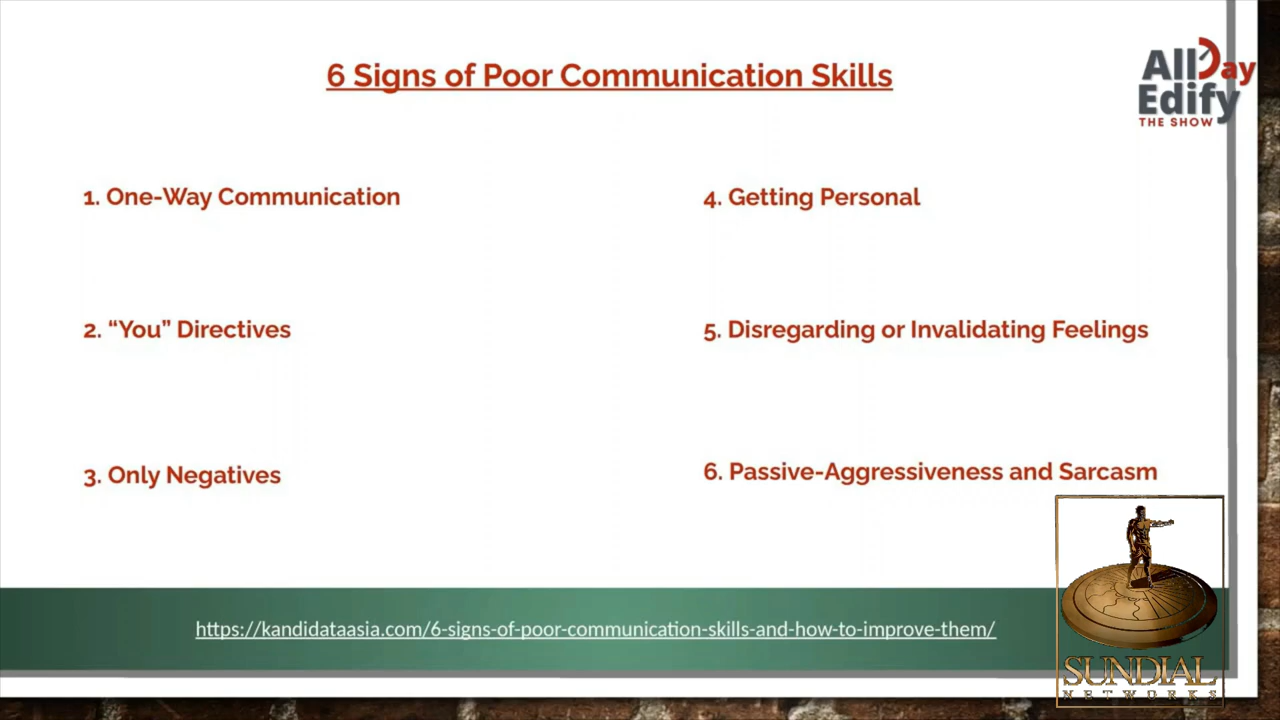 6 Signs of Poor Communication Skills
All Day
Edify
THE SHOW
1. One-Way Communication
2. “You” Directives
3. Only Negatives
4. Getting Personal
5. Disregarding or Invalidating Feelings
6. Passive-Aggressiveness and Sarcasm
https://kandidataasia.com/6-signs-of-poor-communication-skills-and-how-to-improve-them/
SUNDIAL
NETWORKS